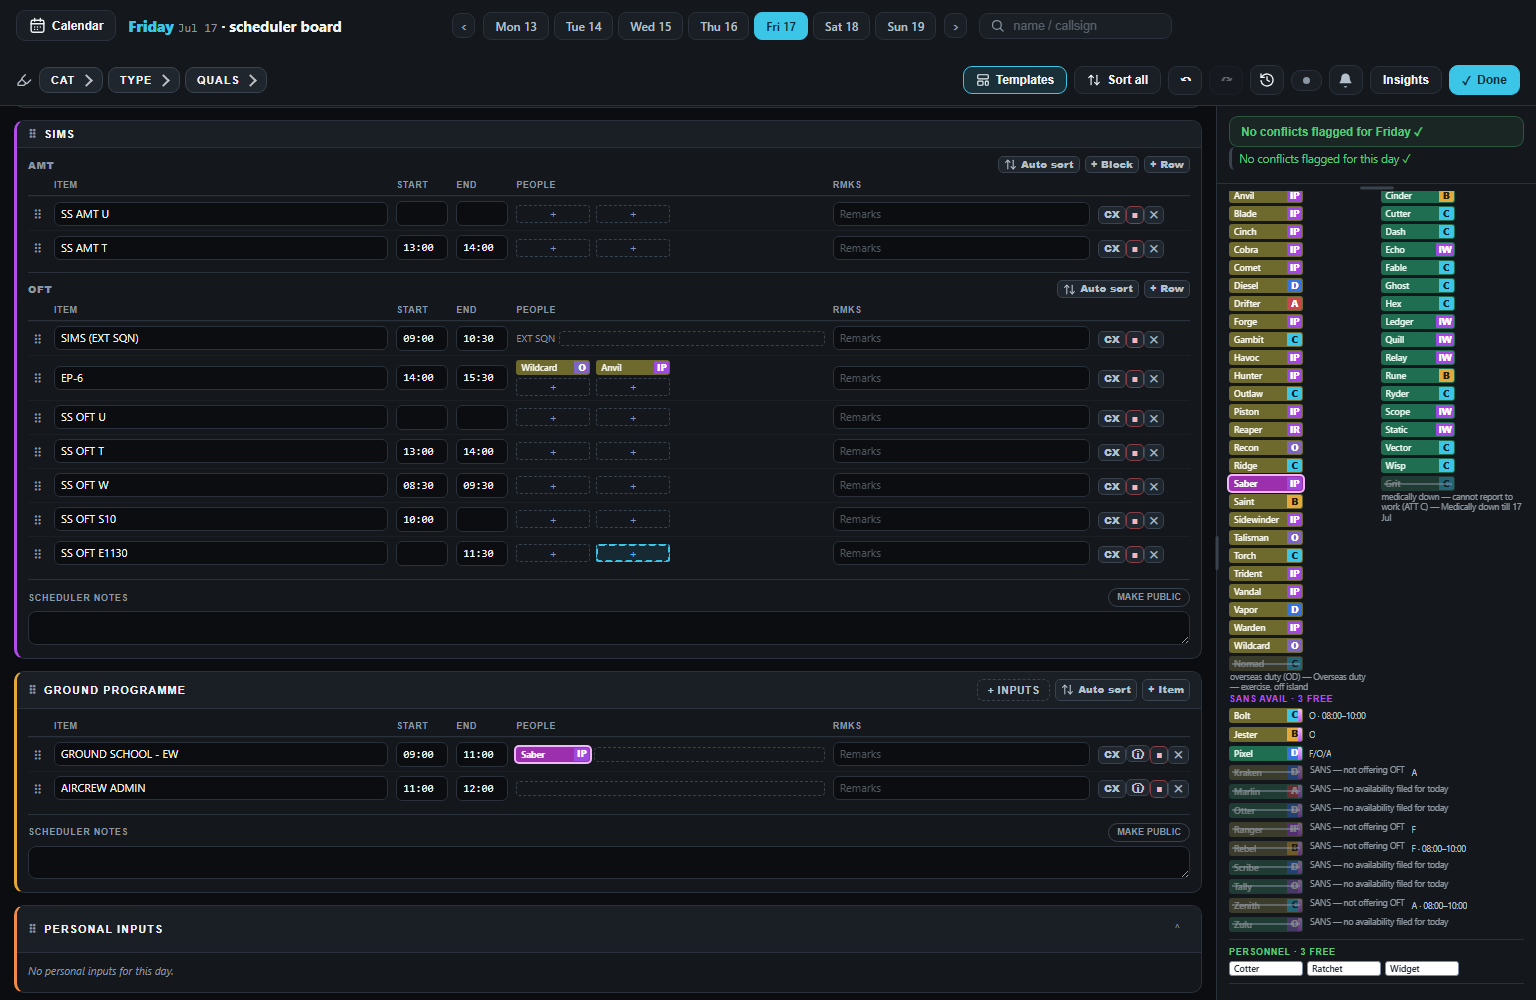 Calendar Friday Jul 17 · scheduler board ‹ Mon 13 Tue 14 Wed 15 Thu 16 Fri 17 Sat 18 Sun 19 › name / callsign
CAT TYPE QUALS Templates Sort all Insights ✓ Done
SIMS
AMT Auto sort + Block + Row
ITEM START END PEOPLE RMKS
SS AMT U + + Remarks CX
SS AMT T 13:00 14:00 + + Remarks CX
OFT Auto sort + Row
ITEM START END PEOPLE RMKS
SIMS (EXT SQN) 09:00 10:30 EXT SQN Remarks CX
EP-6 14:00 15:30 Wildcard O Anvil IP Remarks CX
+ +
SS OFT U + + Remarks CX
SS OFT T 13:00 14:00 + + Remarks CX
SS OFT W 08:30 09:30 + + Remarks CX
SS OFT S10 10:00 + + Remarks CX
SS OFT E1130 11:30 + + Remarks CX
SCHEDULER NOTES MAKE PUBLIC
GROUND PROGRAMME + INPUTS Auto sort + Item
ITEM START END PEOPLE RMKS
GROUND SCHOOL - EW 09:00 11:00 Saber IP Remarks CX
AIRCREW ADMIN 11:00 12:00 Remarks CX
SCHEDULER NOTES MAKE PUBLIC
PERSONAL INPUTS
No personal inputs for this day.
No conflicts flagged for Friday ✓
No conflicts flagged for this day ✓
Anvil IP
Blade IP
Cinch IP
Cobra IP
Comet IP
Diesel D
Drifter A
Forge IP
Gambit C
Havoc IP
Hunter IP
Outlaw C
Piston IP
Reaper IR
Recon O
Ridge C
Saber IP
Saint B
Sidewinder IP
Talisman O
Torch C
Trident IP
Vandal IP
Vapor D
Warden IP
Wildcard O
Nomad C
overseas duty (OD) — Overseas duty
— exercise, off island
Cinder B
Cutter C
Dash C
Echo IW
Fable C
Ghost C
Hex C
Ledger IW
Quill IW
Relay IW
Rune B
Ryder C
Scope IW
Static IW
Vector C
Wisp C
Grit C
medically down — cannot report to
work (ATT C) — Medically down till 17
Jul
SANS AVAIL · 3 FREE
Bolt C O · 08:00–10:00
Jester B O
Pixel D F/O/A
Kraken D SANS — not offering OFT A
Marlin A SANS — no availability filed for today
Otter D SANS — no availability filed for today
Ranger IP SANS — not offering OFT F
Rebel B SANS — not offering OFT F · 08:00–10:00
Scribe D SANS — no availability filed for today
Tally O SANS — no availability filed for today
Zenith C SANS — not offering OFT A · 08:00–10:00
Zulu O SANS — no availability filed for today
PERSONNEL · 3 FREE
Cotter Ratchet Widget